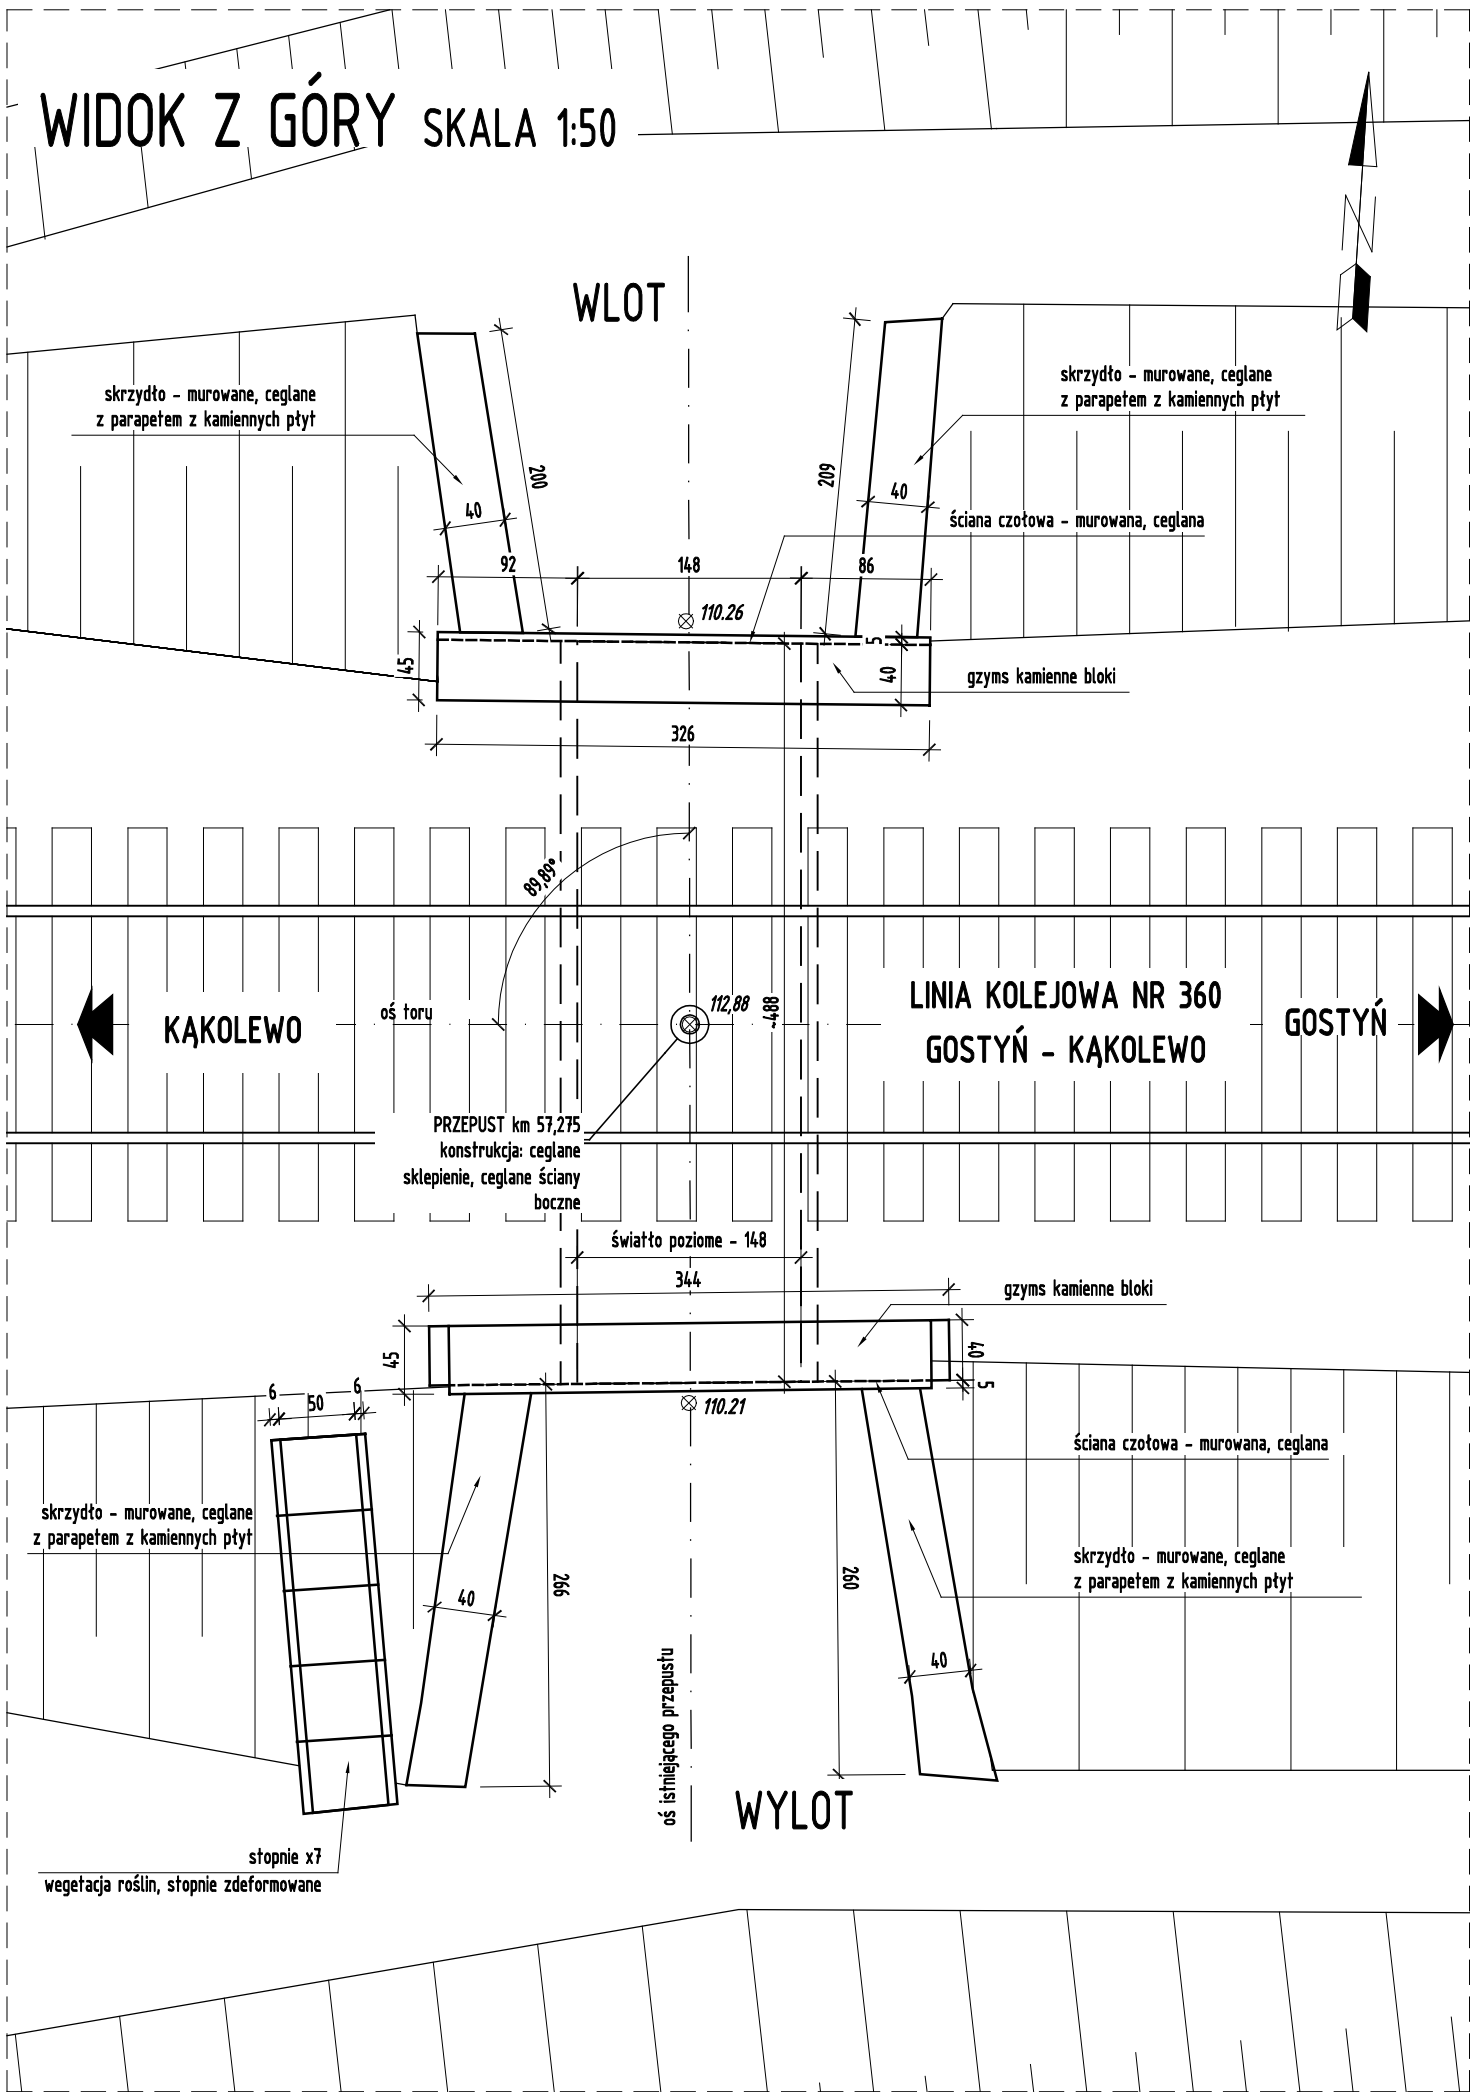 WIDOK Z GÓRY SKALA 1:50
WLOT
N
skrzydło - murowane, ceglane
z parapetem z kamiennych płyt
skrzydło - murowane, ceglane
z parapetem z kamiennych płyt
200
209
40
40
ściana czołowa - murowana, ceglana
92
148
86
110.26
5
45
40
gzyms kamienne bloki
326
89,89°
KĄKOLEWO
oś toru
112,88
~488
LINIA KOLEJOWA NR 360
GOSTYŃ - KĄKOLEWO
GOSTYŃ
PRZEPUST km 57,275
konstrukcja: ceglane
sklepienie, ceglane ściany
boczne
światło poziome - 148
344
gzyms kamienne bloki
45
40
5
6
50
6
110.21
ściana czołowa - murowana, ceglana
skrzydło - murowane, ceglane
z parapetem z kamiennych płyt
skrzydło - murowane, ceglane
z parapetem z kamiennych płyt
40
266
260
40
oś istniejącego przepustu
WYLOT
stopnie x7
wegetacja roślin, stopnie zdeformowane